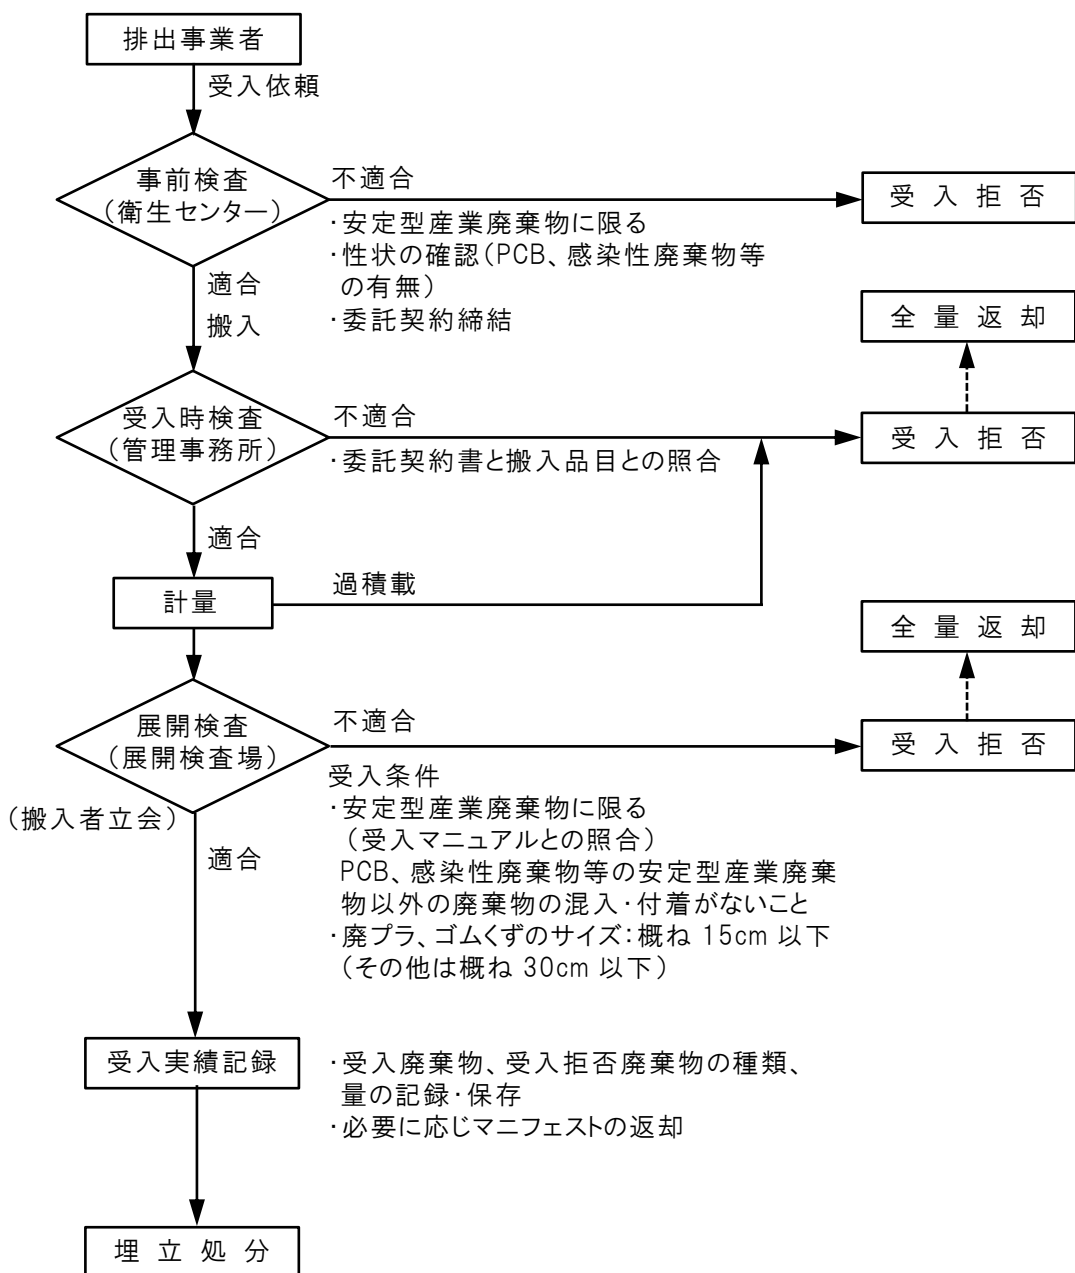 排出事業者
受入依頼
事前検査
（衛生センター）
不適合
受入拒否
・安定型産業廃棄物に限る
・性状の確認（PCB、感染性廃棄物等
の有無）
・委託契約締結
適合
搬入
全量返却
受入時検査
（管理事務所）
不適合
受入拒否
・委託契約書と搬入品目との照合
適合
計量
過積載
全量返却
展開検査
（展開検査場）
不適合
受入拒否
（搬入者立会）
適合
受入条件
・安定型産業廃棄物に限る
（受入マニュアルとの照合）
PCB、感染性廃棄物等の安定型産業廃棄
物以外の廃棄物の混入・付着がないこと
・廃プラ、ゴムくずのサイズ：概ね 15cm 以下
（その他は概ね 30cm 以下）
受入実績記録
・受入廃棄物、受入拒否廃棄物の種類、
量の記録・保存
・必要に応じマニフェストの返却
埋立処分